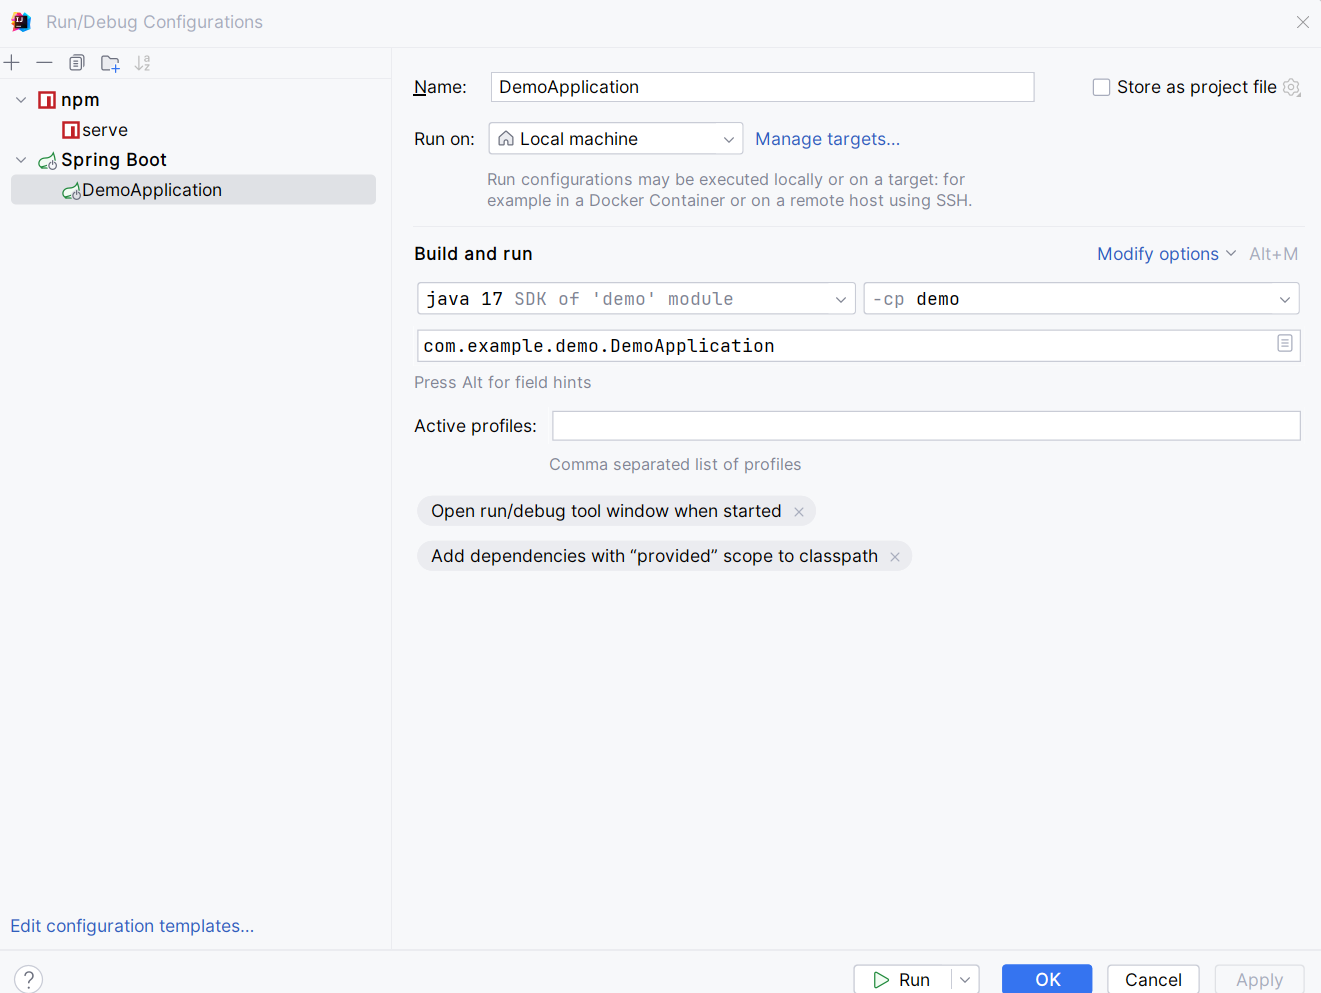 Run/Debug Configurations
npm
serve
Spring Boot
DemoApplication
Edit configuration templates...
Name: DemoApplication
Store as project file
Run on: Local machine Manage targets...
Run configurations may be executed locally or on a target: for
example in a Docker Container or on a remote host using SSH.
Build and run
Modify options Alt+M
java 17 SDK of 'demo' module
-cp demo
com.example.demo.DemoApplication
Press Alt for field hints
Active profiles:
Comma separated list of profiles
Open run/debug tool window when started
Add dependencies with “provided” scope to classpath
?
Run
OK
Cancel
Apply